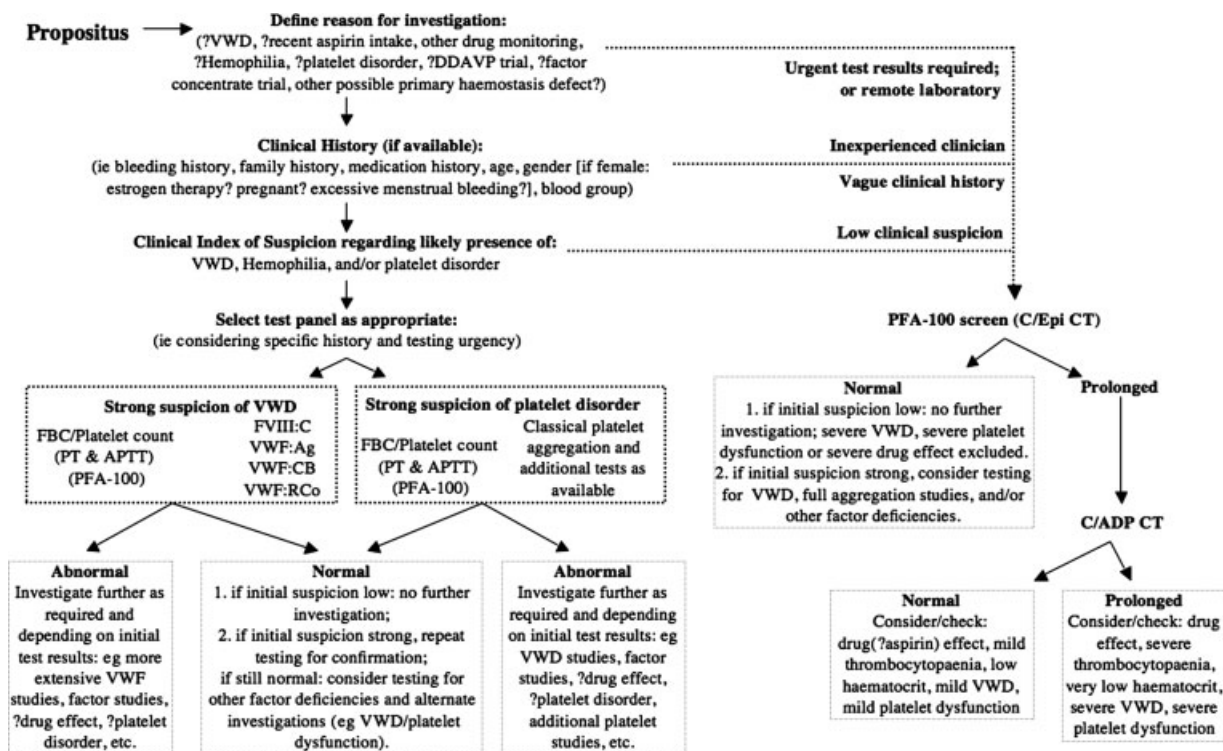 Propositus
Define reason for investigation:
(?VWD, ?recent aspirin intake, other drug monitoring,
?Hemophilia, ?platelet disorder, ?DDAVP trial, ?factor
concentrate trial, other possible primary haemostasis defect?)
Urgent test results required;
or remote laboratory
Clinical History (if available):
(ie bleeding history, family history, medication history, age, gender [if female:
estrogen therapy? pregnant? excessive menstrual bleeding?], blood group)
Inexperienced clinician
Vague clinical history
Clinical Index of Suspicion regarding likely presence of:
VWD, Hemophilia, and/or platelet disorder
Low clinical suspicion
Select test panel as appropriate:
(ie considering specific history and testing urgency)
PFA-100 screen (C/Epi CT)
Strong suspicion of VWD
FBC/Platelet count
(PT & APTT)
(PFA-100)
FVIII:C
VWF:Ag
VWF:CB
VWF:RCo
Strong suspicion of platelet disorder
FBC/Platelet count
(PT & APTT)
(PFA-100)
Classical platelet
aggregation and
additional tests as
available
Normal
1. if initial suspicion low: no further
investigation; severe VWD, severe platelet
dysfunction or severe drug effect excluded.
2. if initial suspicion strong, consider testing
for VWD, full aggregation studies, and/or
other factor deficiencies.
Prolonged
C/ADP CT
Abnormal
Investigate further as
required and
depending on initial
test results: eg more
extensive VWF
studies, factor studies,
?drug effect, ?platelet
disorder, etc.
Normal
1. if initial suspicion low: no further
investigation;
2. if initial suspicion strong, repeat
testing for confirmation;
if still normal: consider testing for
other factor deficiencies and alternate
investigations (eg VWD/platelet
dysfunction).
Abnormal
Investigate further as
required and depending
on initial test results: eg
VWD studies, factor
studies, ?drug effect,
?platelet disorder,
additional platelet
studies, etc.
Normal
Consider/check:
drug(?aspirin) effect, mild
thrombocytopaenia, low
haematocrit, mild VWD,
mild platelet dysfunction
Prolonged
Consider/check: drug
effect, severe
thrombocytopaenia,
very low haematocrit,
severe VWD, severe
platelet dysfunction